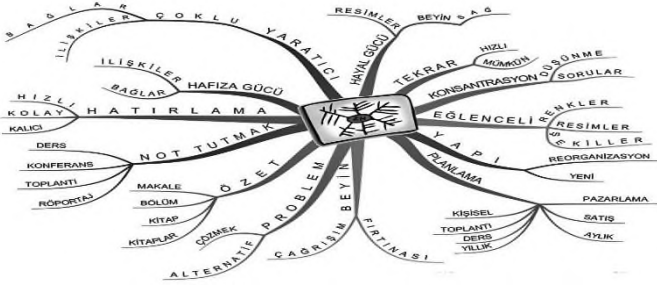 BAĞLAR
İLİŞKİLER
ÇOKLU YARATICI
RESİMLER
BEYİN SAĞ
HAYAL GÜCÜ
HIZLI
MÜMKÜN
TEKRAR
DÜŞÜNME
SORULAR
KONSANTRASYON
RENKLER
RESİMLER
ŞEKİLLER
EĞLENCELİ
YAPI
REORGANİZASYON
YENİ
PLANLAMA
PAZARLAMA
SATIŞ
AYLIK
KİŞİSEL
TOPLANTI
DERS
YILLIK
BEYİN
FIRTINASI
ÇAĞRIŞIM
PROBLEM
ÇÖZMEK
ALTERNATİF
ÖZET
MAKALE
BÖLÜM
KİTAP
KİTAPLAR
NOT TUTMAK
DERS
KONFERANS
TOPLANTI
RÖPORTAJ
HATIRLAMA
HIZLI
KOLAY
KALICI
HAFIZA GÜCÜ
İLİŞKİLER
BAĞLAR